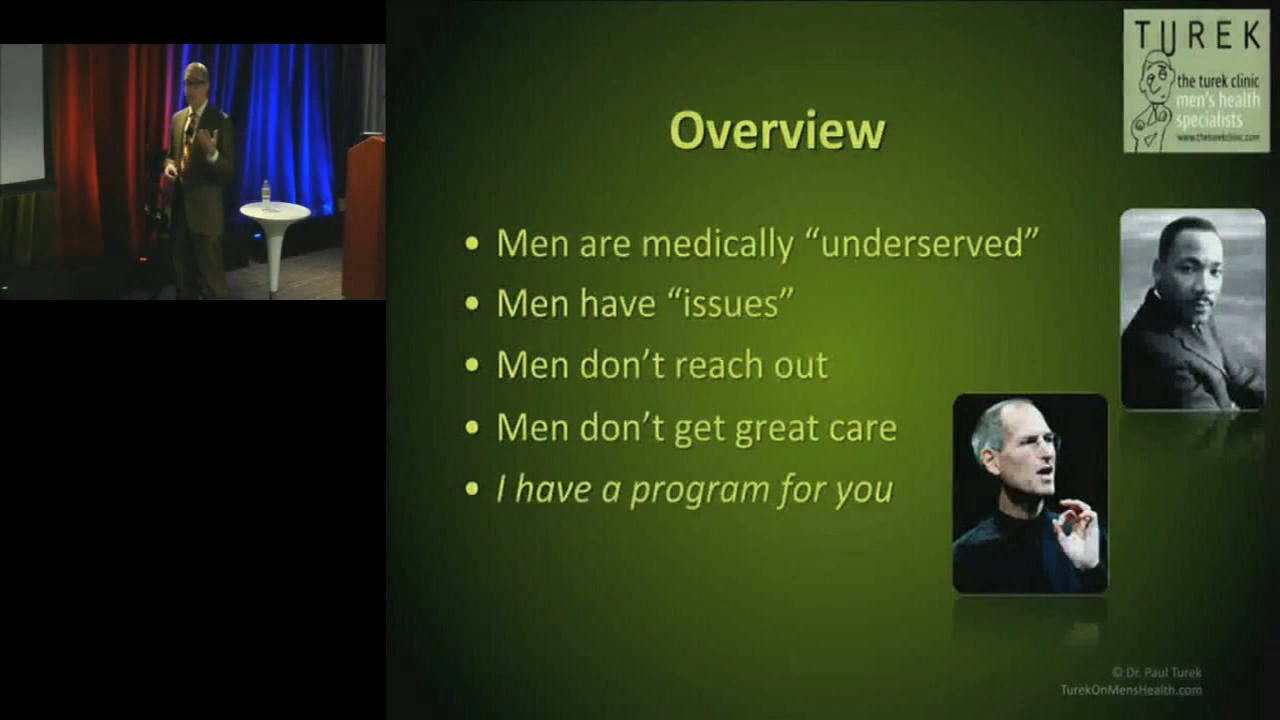 TUREK
the turek clinic
men's health
specialists
www.theturekclinic.com
Overview
• Men are medically “underserved”
• Men have “issues”
• Men don’t reach out
• Men don’t get great care
• I have a program for you
© Dr. Paul Turek
TurekOnMensHealth.com